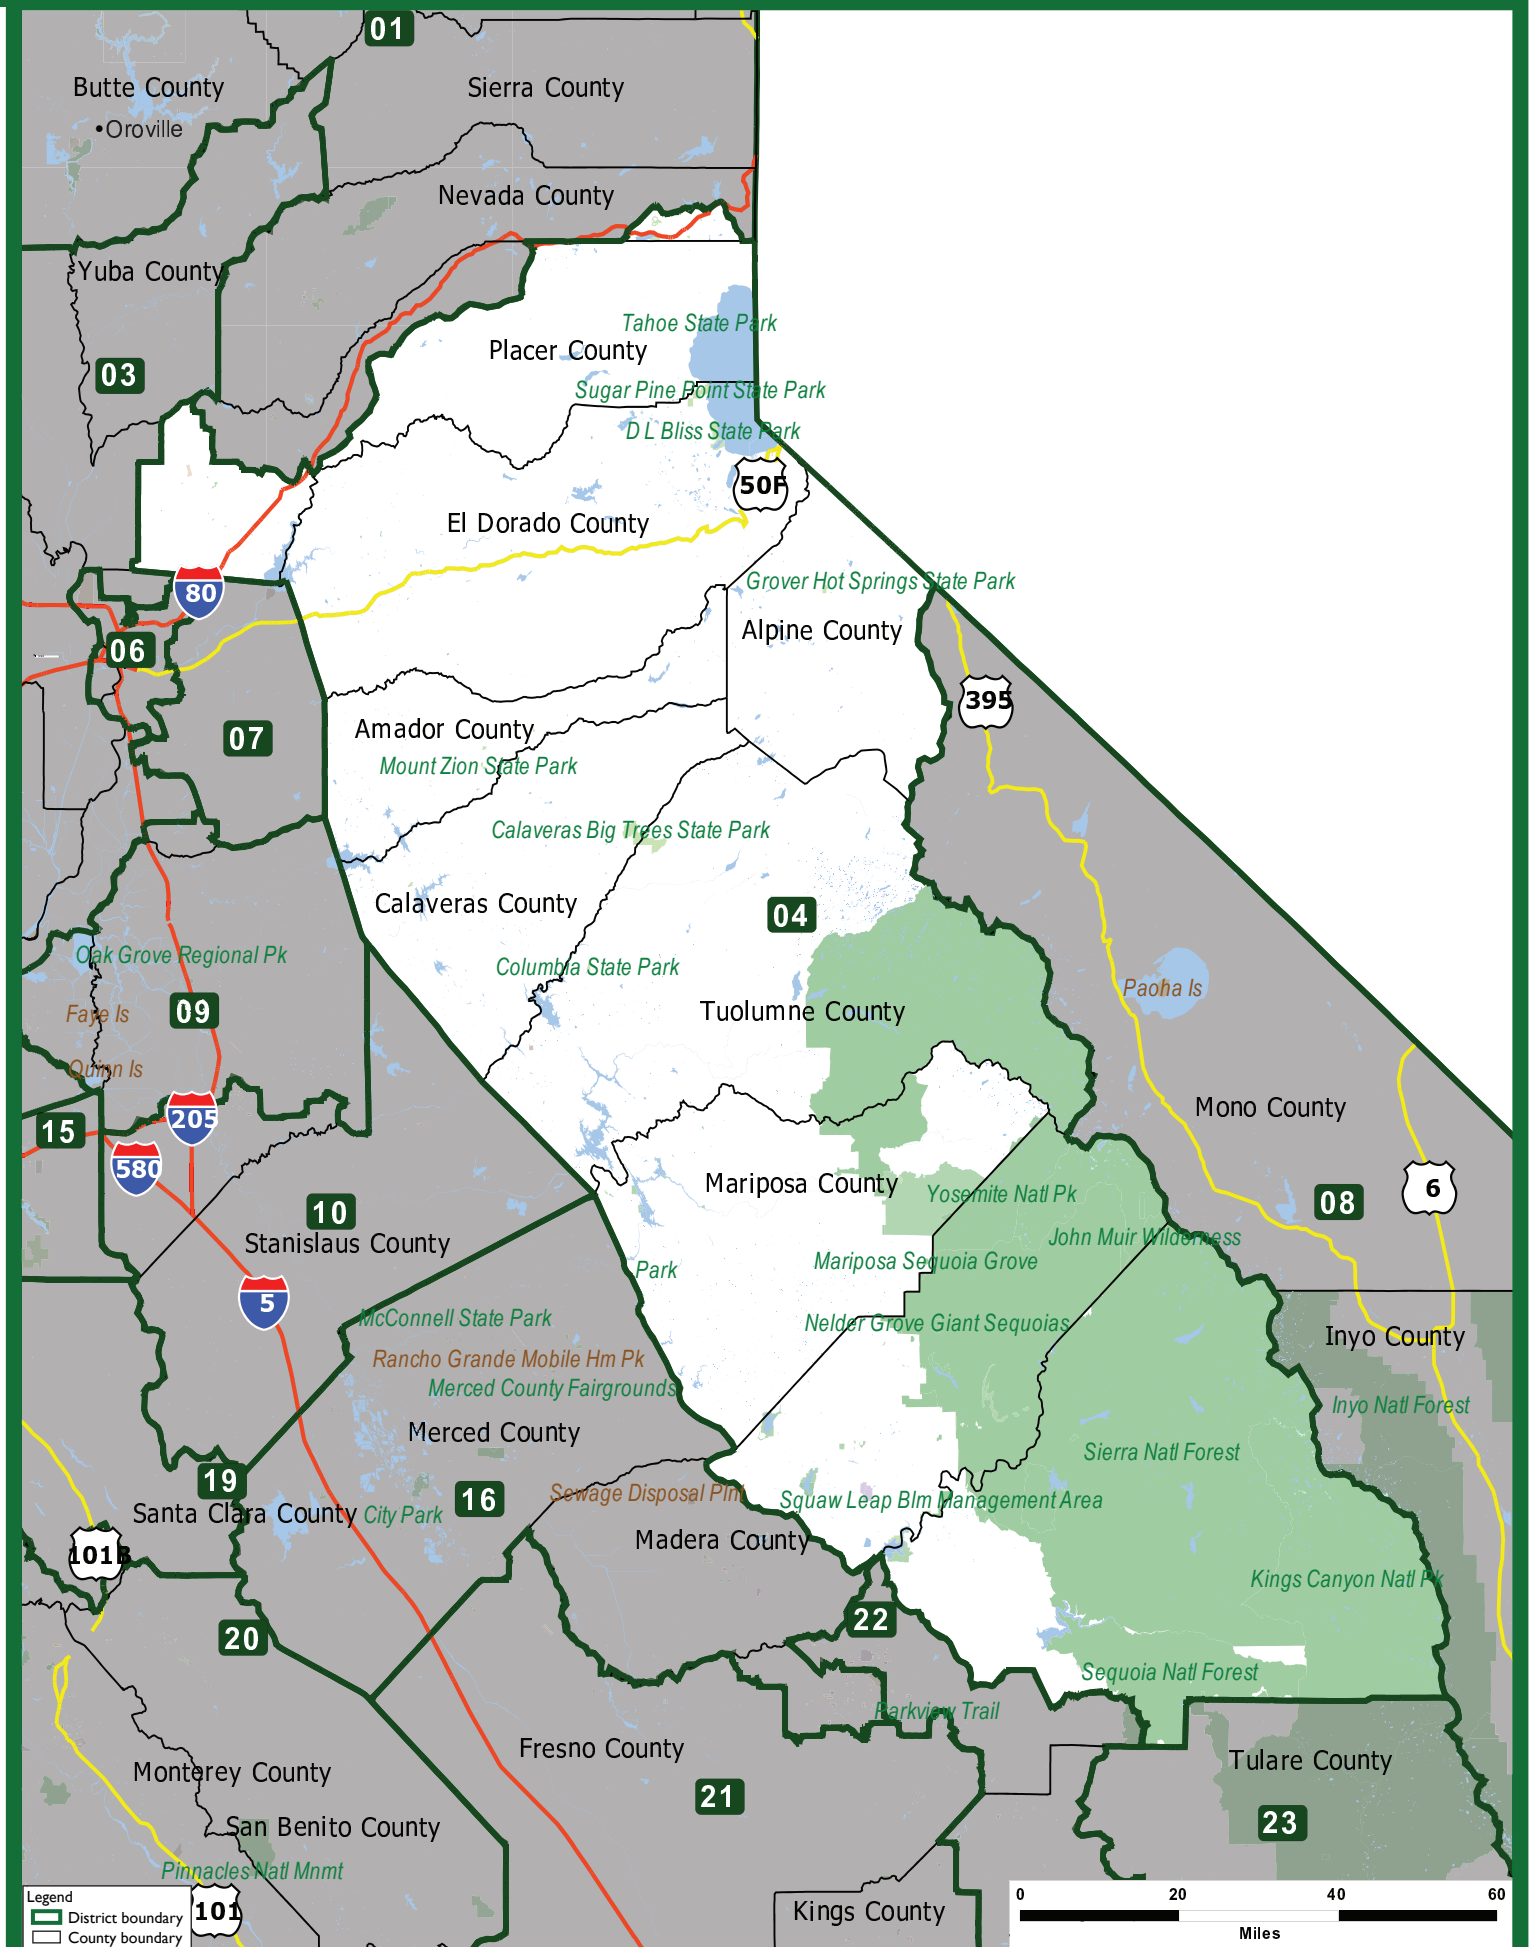 01
Butte County
Sierra County
•Oroville
Nevada County
Yuba County
Tahoe State Park
Placer County
03
Sugar Pine Point State Park
D L Bliss State Park
50F
El Dorado County
Grover Hot Springs State Park
80
Alpine County
06
395
Amador County
07
Mount Zion State Park
Calaveras Big Trees State Park
Calaveras County
04
Oak Grove Regional Pk
Columbia State Park
Paoha Is
Faye Is
09
Tuolumne County
Quinn Is
Mono County
205
15
580
Mariposa County
Yosemite Natl Pk
6
08
10
John Muir Wilderness
Stanislaus County
Mariposa Sequoia Grove
Park
5
McConnell State Park
Nelder Grove Giant Sequoias
Inyo County
Rancho Grande Mobile Hm Pk
Merced County Fairgrounds
Inyo Natl Forest
Merced County
Sierra Natl Forest
19
Sewage Disposal Plnt
16
Squaw Leap Blm Management Area
Santa Clara County
City Park
Madera County
101B
Kings Canyon Natl Pk
22
20
Sequoia Natl Forest
Parkview Trail
Fresno County
Tulare County
Monterey County
21
23
San Benito County
Pinnacles Natl Mnmt
Legend
District boundary
County boundary
101
Kings County
0 20 40 60
Miles